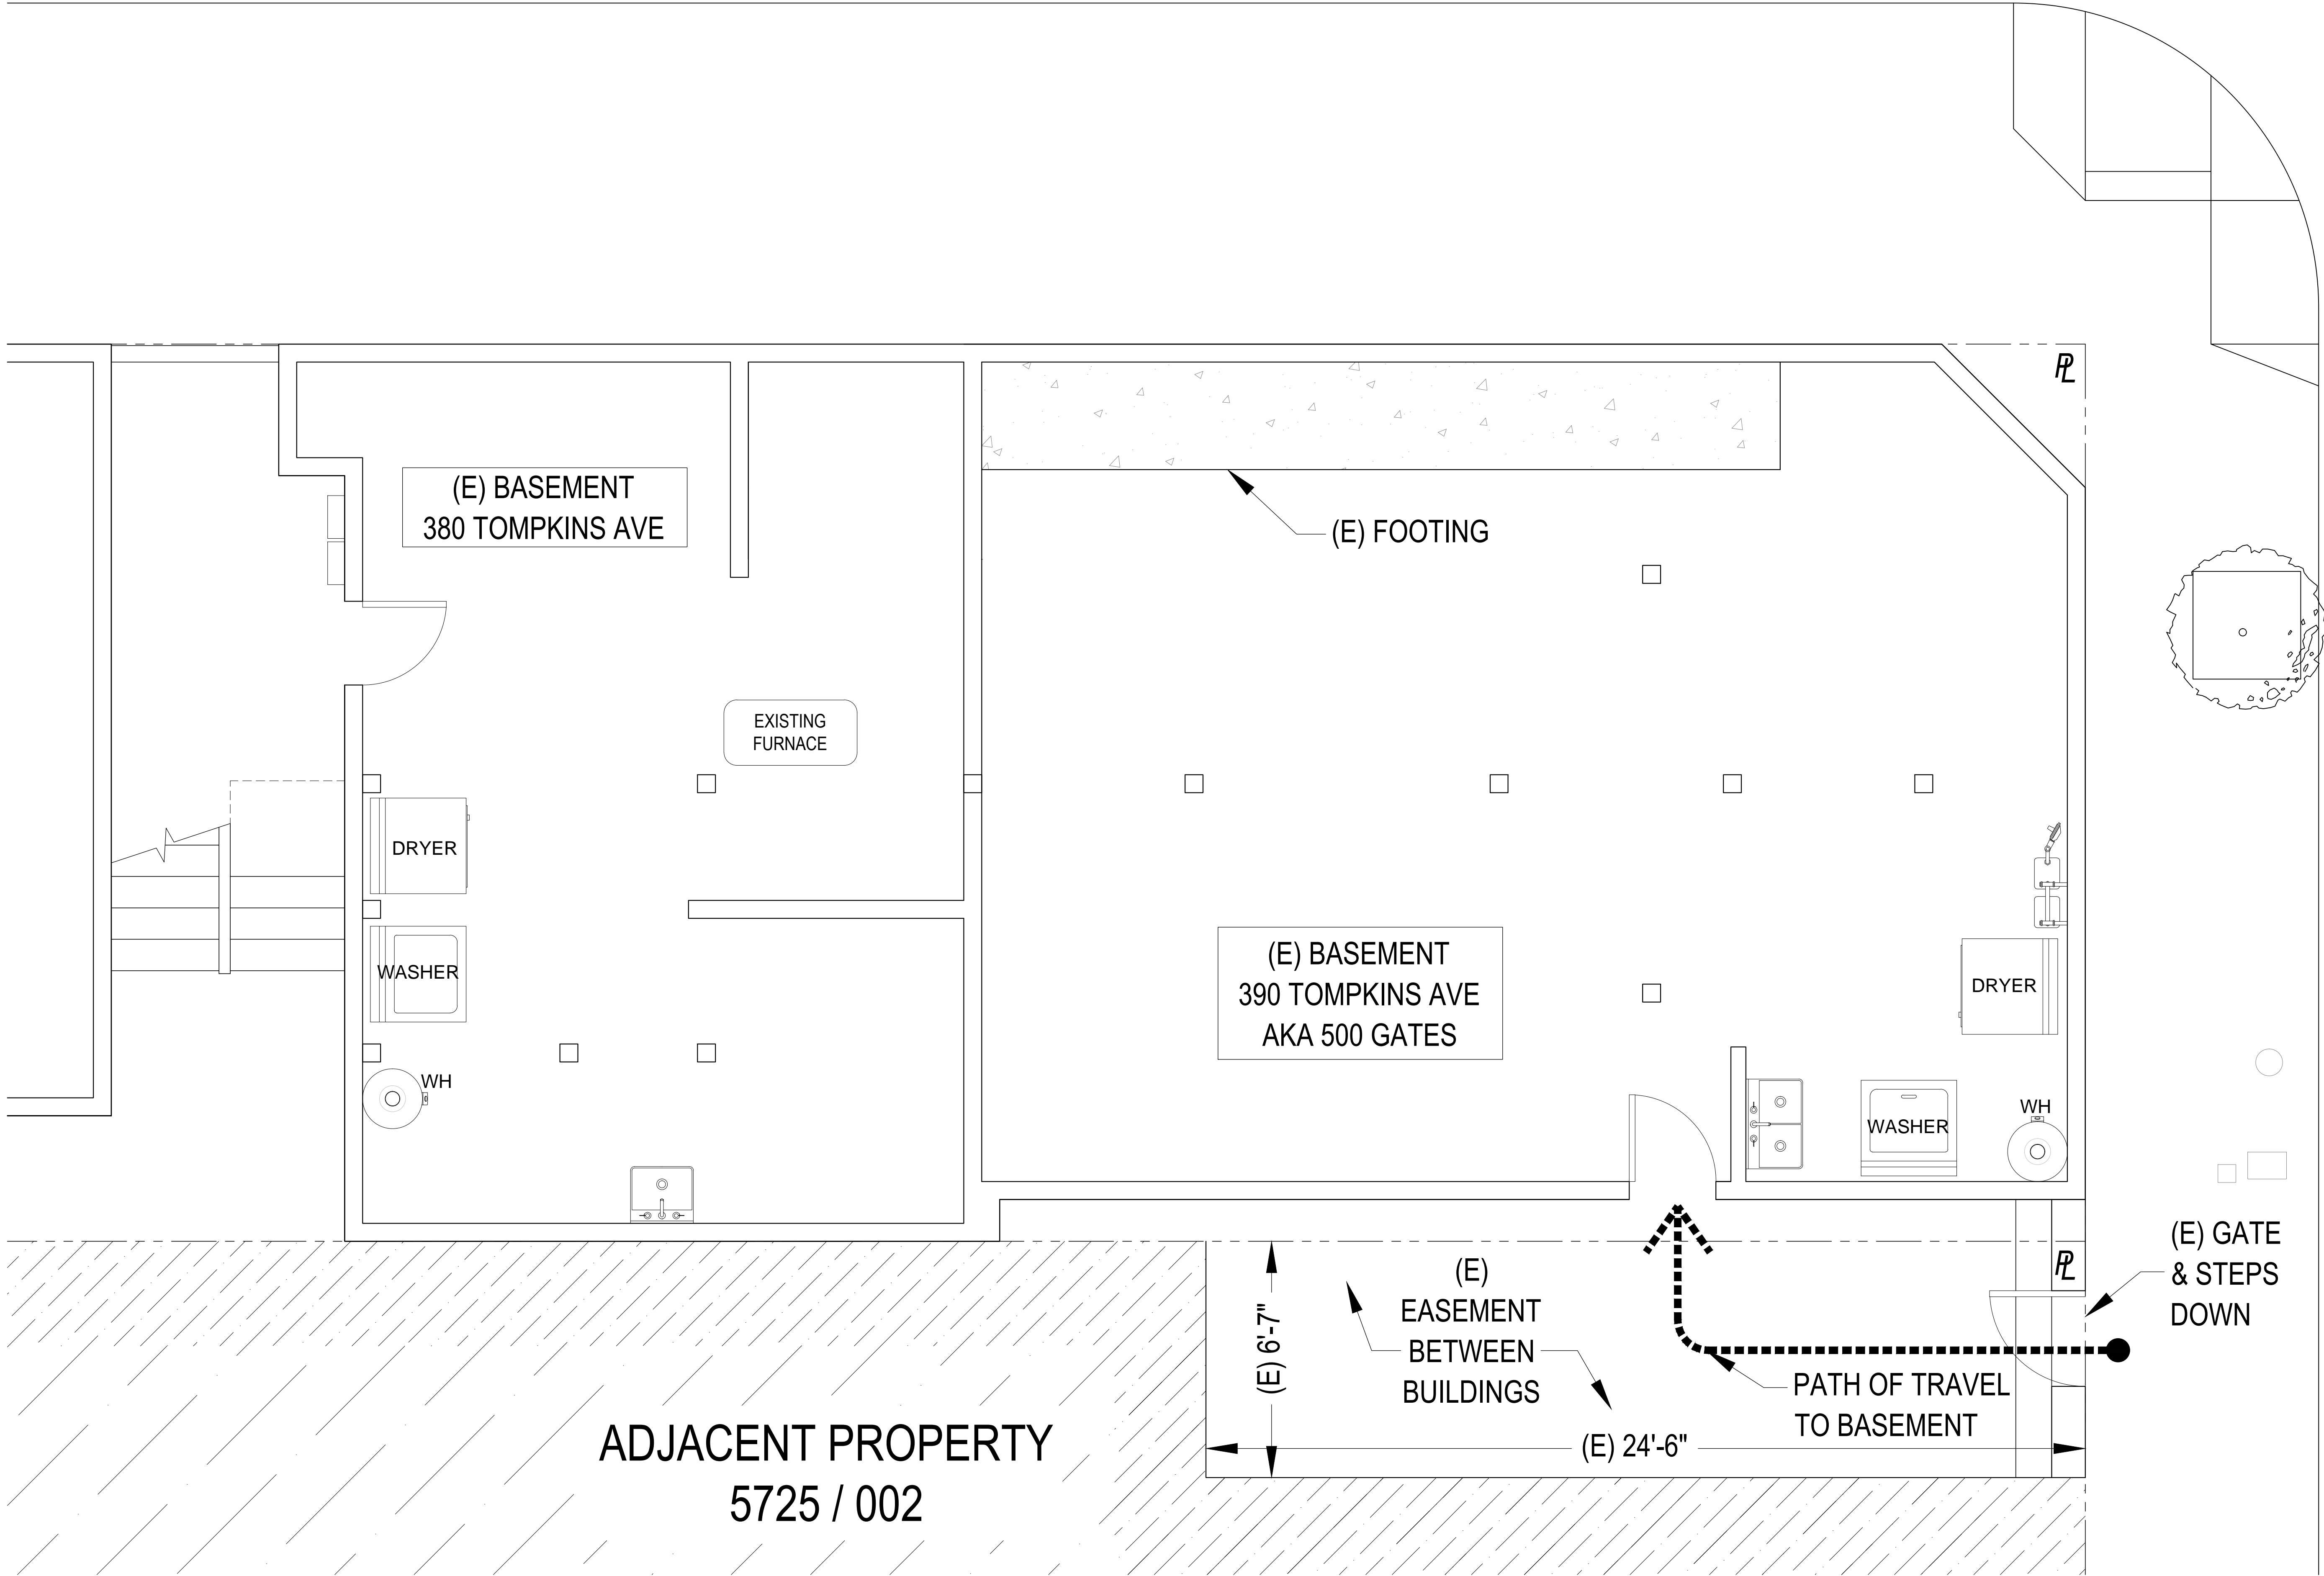 PL
(E) BASEMENT
380 TOMPKINS AVE
(E) FOOTING
EXISTING
FURNACE
DRYER
WASHER
WH
(E) BASEMENT
390 TOMPKINS AVE
AKA 500 GATES
DRYER
WASHER
WH
(E) GATE
& STEPS
DOWN
PL
(E)
EASEMENT
BETWEEN
BUILDINGS
(E) 6'-7"
PATH OF TRAVEL
TO BASEMENT
(E) 24'-6"
ADJACENT PROPERTY
5725 / 002